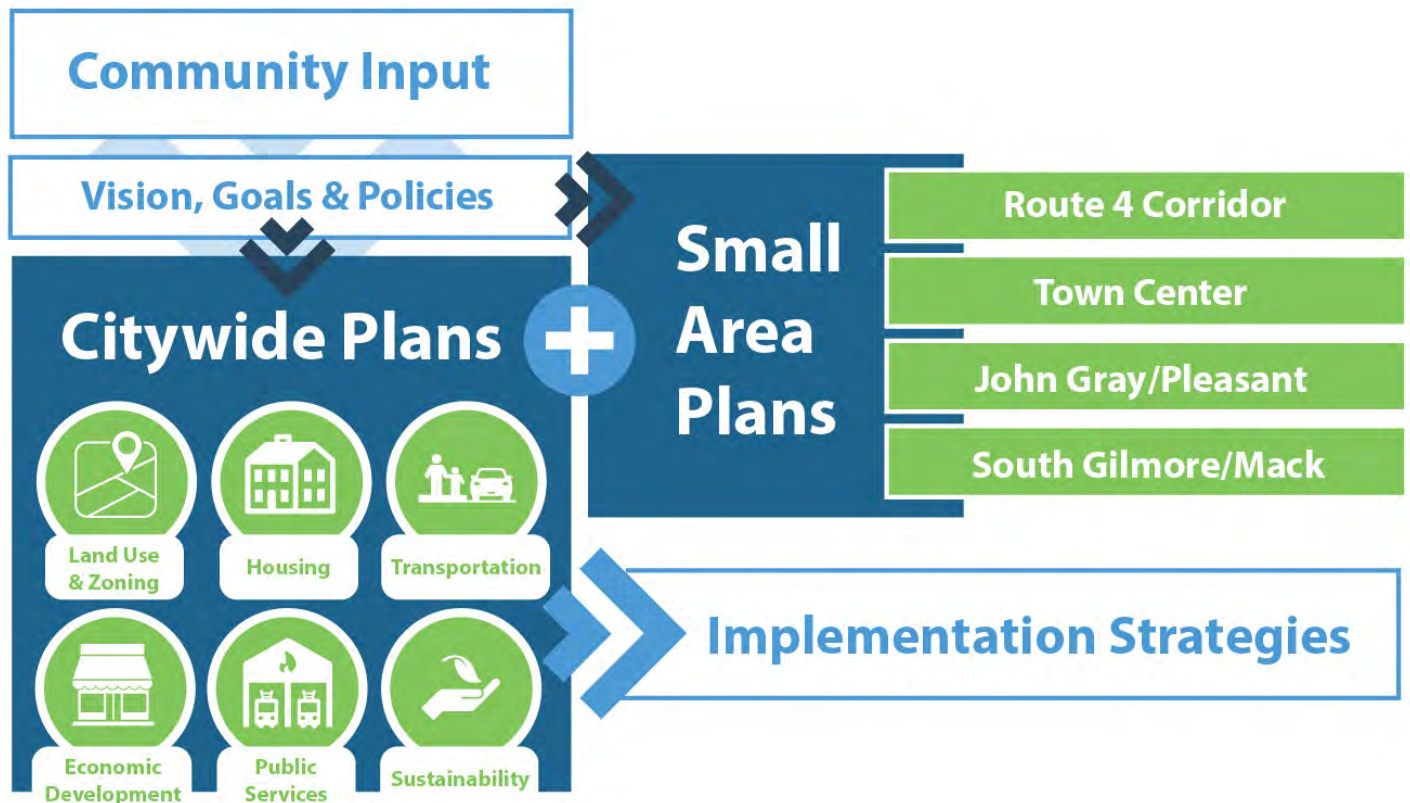 Community Input
Vision, Goals & Policies
Citywide Plans
Land Use
& Zoning
Housing
Transportation
Economic
Development
Public
Services
Sustainability
Small
Area
Plans
Route 4 Corridor
Town Center
John Gray/Pleasant
South Gilmore/Mack
Implementation Strategies